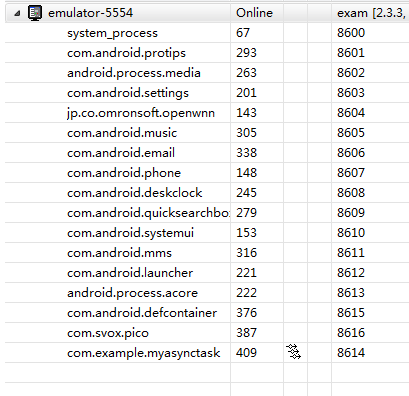 emulator-5554 Online exam [2.3.3,
system_process 67 8600
com.android.protips 293 8601
android.process.media 263 8602
com.android.settings 201 8603
jp.co.omronsoft.openwnn 143 8604
com.android.music 305 8605
com.android.email 338 8606
com.android.phone 148 8607
com.android.deskclock 245 8608
com.android.quicksearchbo 279 8609
com.android.systemui 153 8610
com.android.mms 316 8611
com.android.launcher 221 8612
android.process.acore 222 8613
com.android.defcontainer 376 8615
com.svox.pico 387 8616
com.example.myasynctask 409 8614